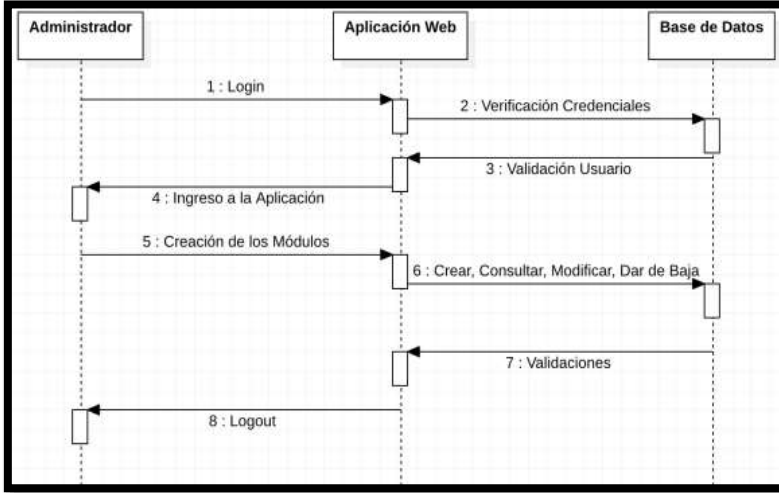 Administrador
Aplicación Web
Base de Datos
1 : Login
2 : Verificación Credenciales
3 : Validación Usuario
4 : Ingreso a la Aplicación
5 : Creación de los Módulos
6 : Crear, Consultar, Modificar, Dar de Baja
7 : Validaciones
8 : Logout